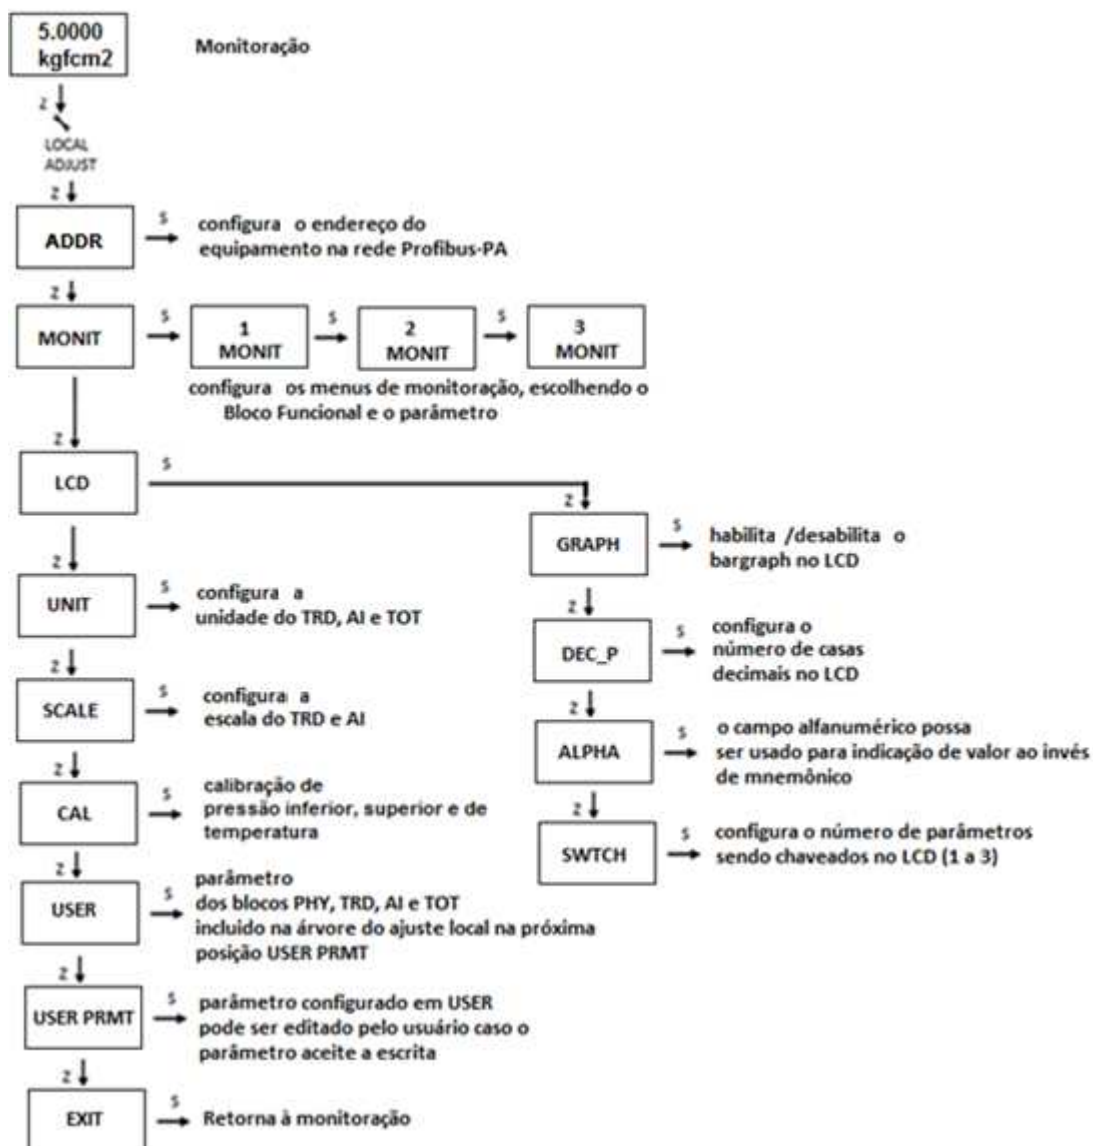 5.0000
kgfcm2
Monitoração
Z
LOCAL
ADJUST
Z
ADDR
S
configura o endereço do
equipamento na rede Profibus-PA
Z
MONIT
S
1
MONIT
S
2
MONIT
S
3
MONIT
configura os menus de monitoração, escolhendo o
Bloco Funcional e o parâmetro
Z
LCD
S
Z
GRAPH
S
habilita /desabilita o
bargraph no LCD
Z
DEC_P
S
configura o
número de casas
decimais no LCD
Z
ALPHA
S
o campo alfanumérico possa
ser usado para indicação de valor ao invés
de mnemônico
Z
SWTCH
S
configura o número de parâmetros
sendo chaveados no LCD (1 a 3)
Z
UNIT
S
configura a
unidade do TRD, AI e TOT
Z
SCALE
S
configura a
escala do TRD e AI
Z
CAL
S
calibração de
pressão inferior, superior e de
temperatura
Z
USER
S
parâmetro
dos blocos PHY, TRD, AI e TOT
incluido na árvore do ajuste local na próxima
posição USER PRMT
Z
USER PRMT
S
parâmetro configurado em USER
pode ser editado pelo usuário caso o
parâmetro aceite a escrita
Z
EXIT
S
Retorna à monitoração